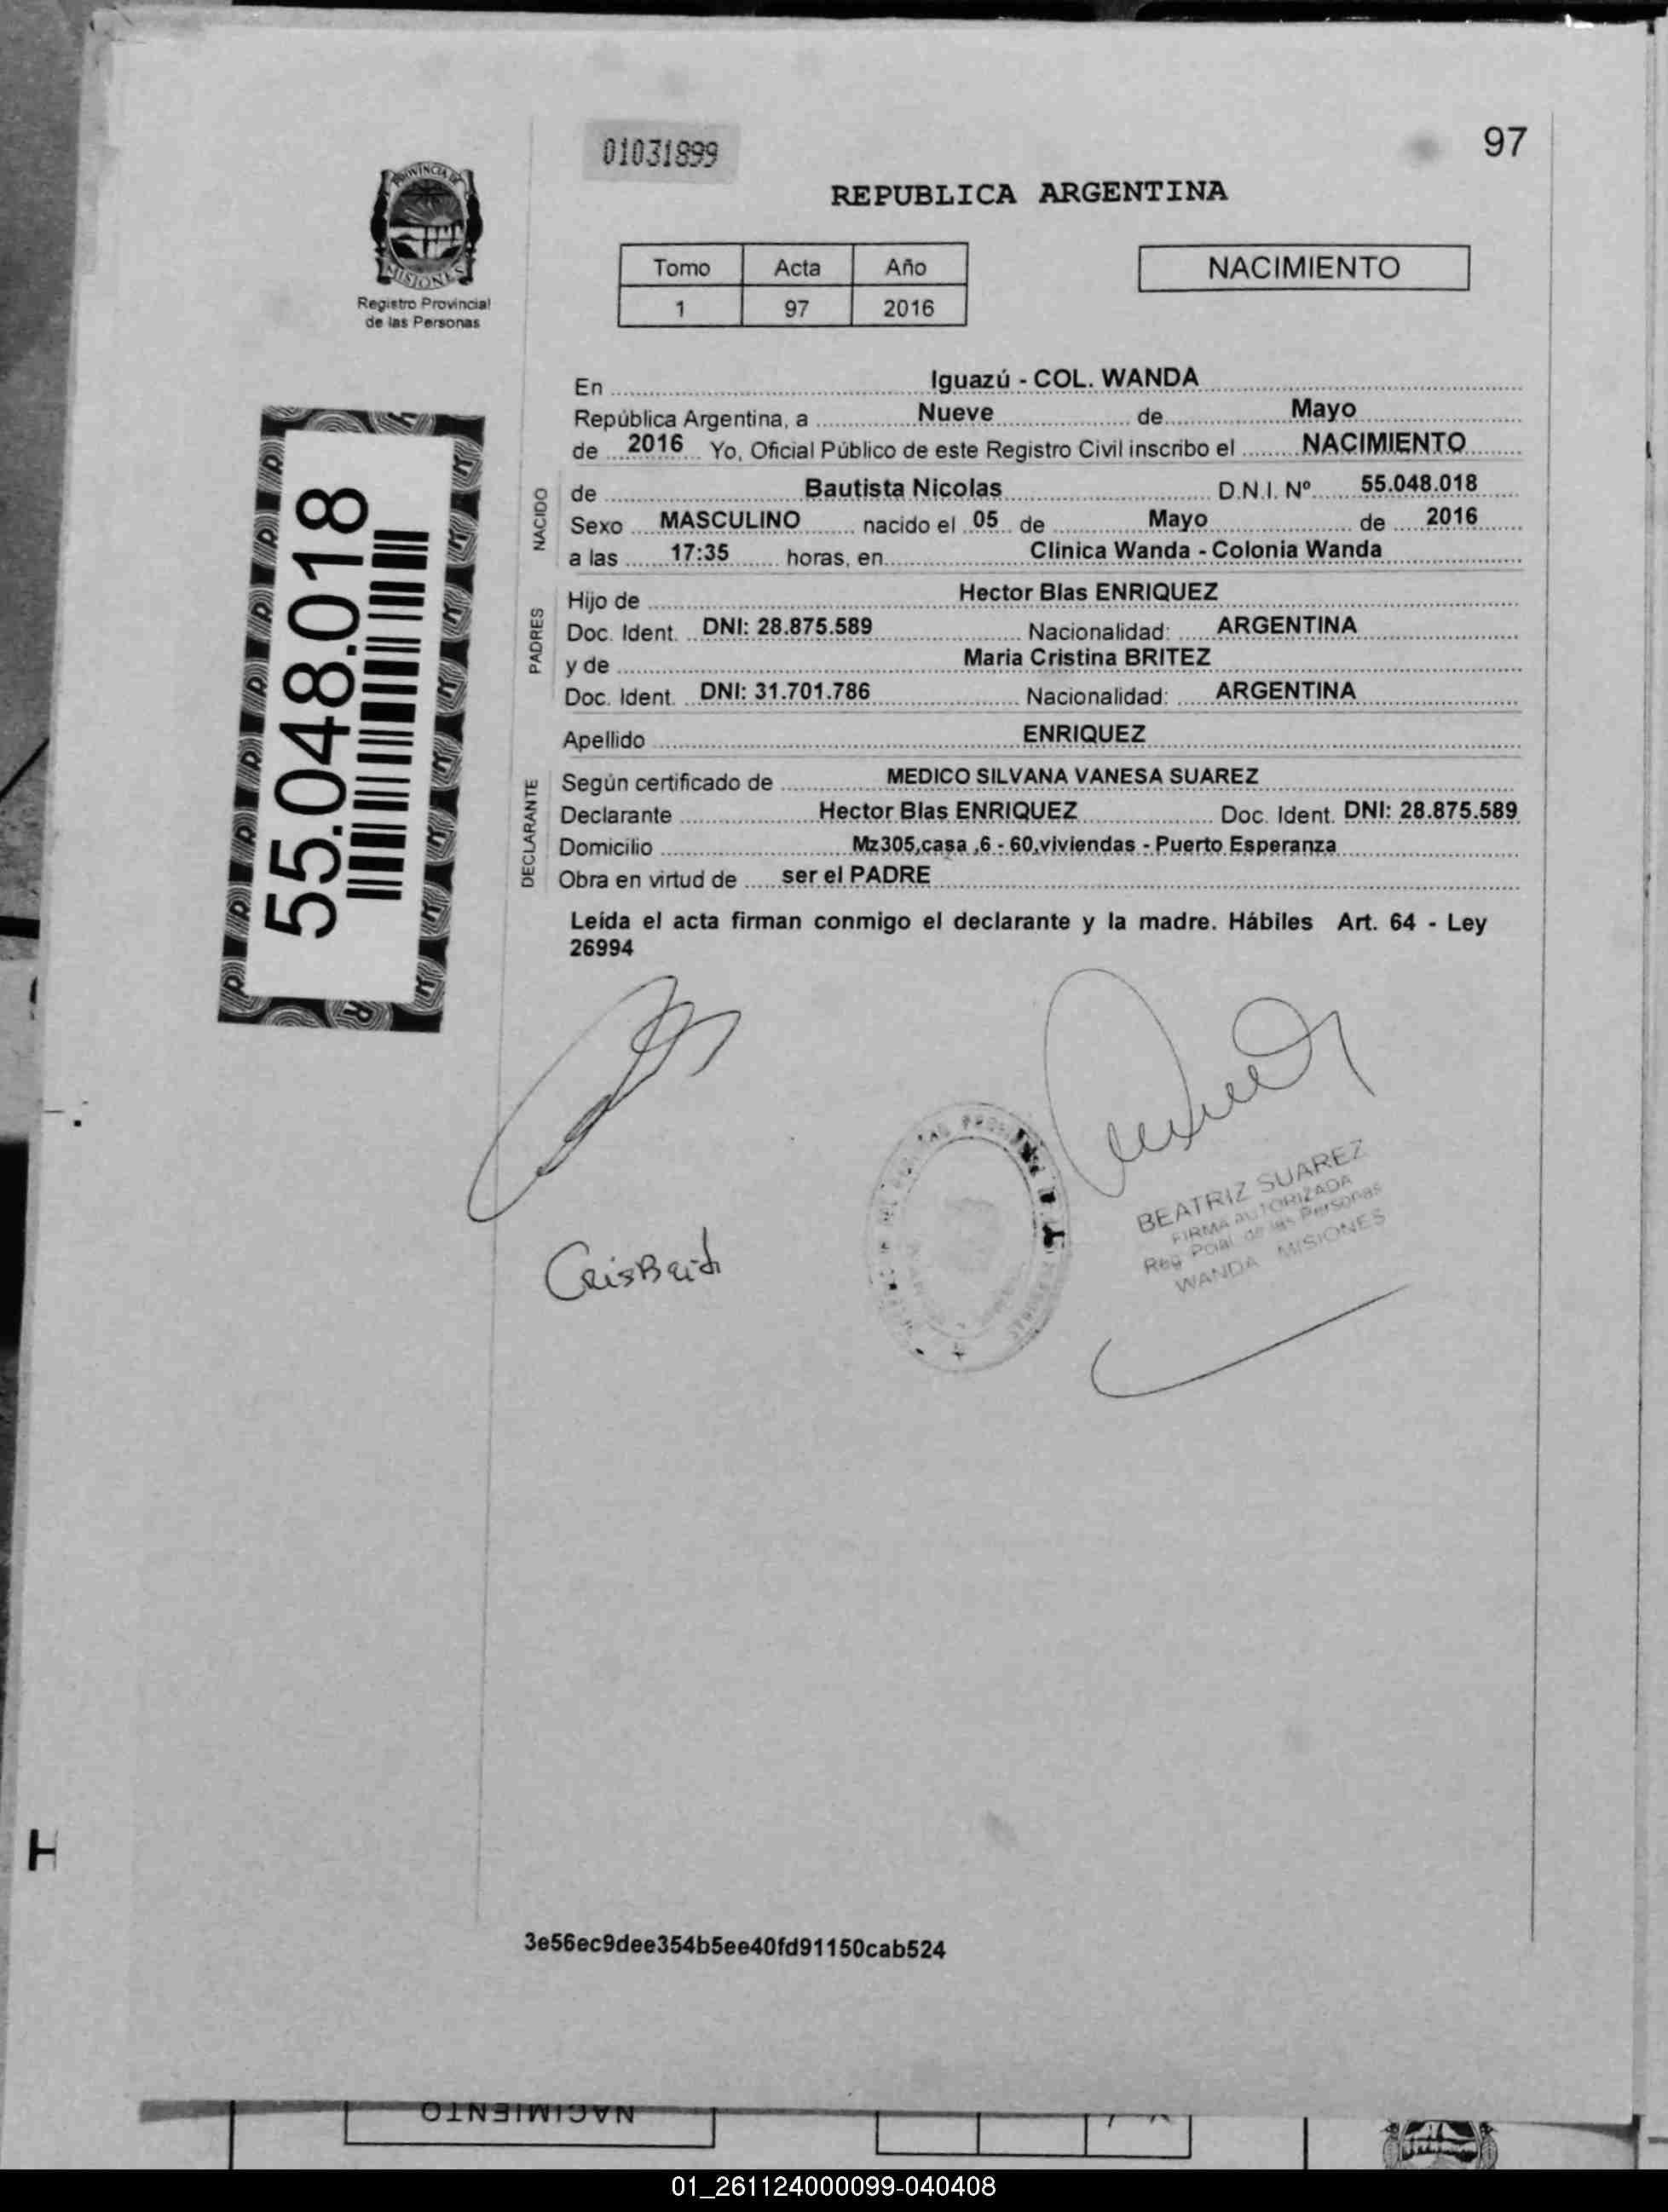 01031899
97
PROVINCIA DE
MISIONES
Registro Provincial
de las Personas
REPUBLICA ARGENTINA
Tomo Acta Año
1 97 2016
NACIMIENTO
En Iguazú - COL. WANDA
República Argentina, a Nueve de Mayo
de 2016 Yo, Oficial Público de este Registro Civil inscribo el NACIMIENTO
NACIDO
de Bautista Nicolas D.N.I. Nº 55.048.018
Sexo MASCULINO nacido el 05 de Mayo de 2016
a las 17:35 horas, en Clinica Wanda - Colonia Wanda
PADRES
Hijo de Hector Blas ENRIQUEZ
Doc. Ident. DNI: 28.875.589 Nacionalidad: ARGENTINA
y de Maria Cristina BRITEZ
Doc. Ident. DNI: 31.701.786 Nacionalidad: ARGENTINA
Apellido ENRIQUEZ
DECLARANTE
Según certificado de MEDICO SILVANA VANESA SUAREZ
Declarante Hector Blas ENRIQUEZ Doc. Ident. DNI: 28.875.589
Domicilio Mz305,casa ,6 - 60,viviendas - Puerto Esperanza
Obra en virtud de ser el PADRE
Leída el acta firman conmigo el declarante y la madre. Hábiles Art. 64 - Ley
26994
55.048.018
BEATRIZ SUAREZ
FIRMA AUTORIZADA
Reg. Pcial. de las Personas
WANDA MISIONES
H
3e56ec9dee354b5ee40fd91150cab524
NACIMIENTO
01_261124000099-040408